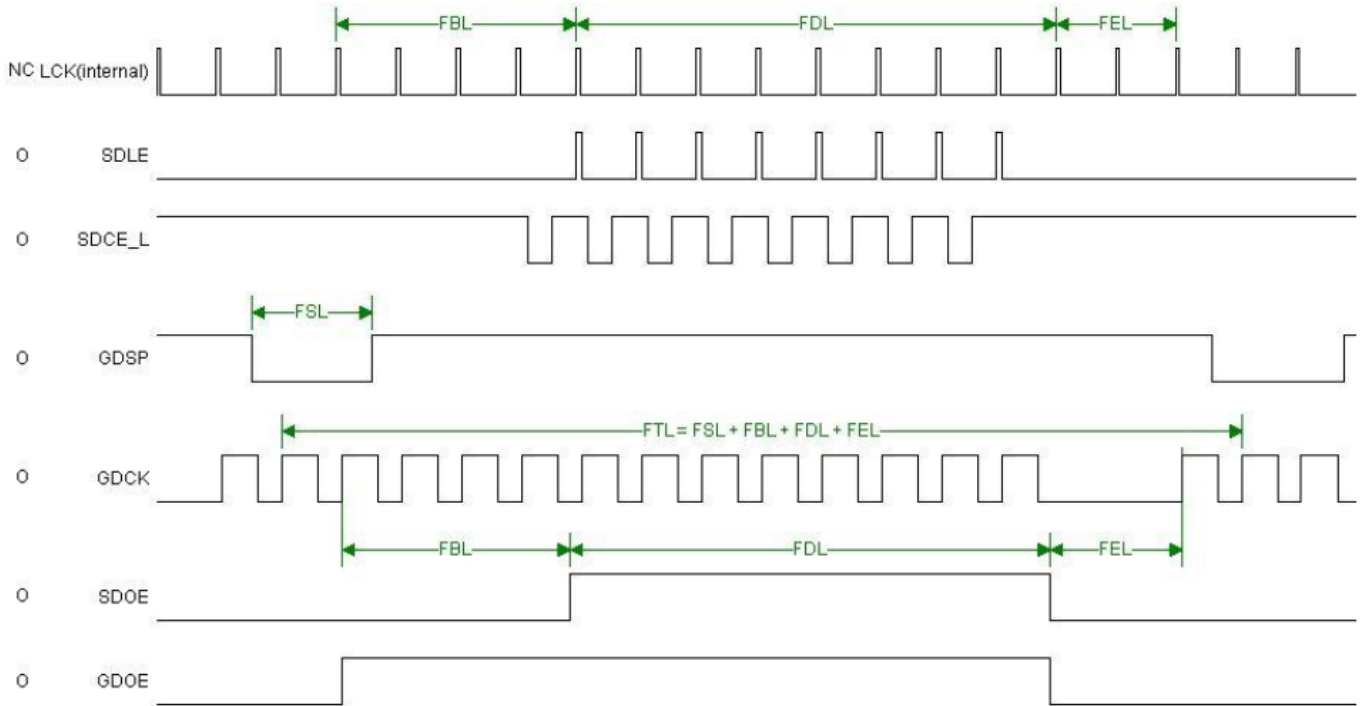 FBL FDL FEL
NC LCK(internal)
O SDLE
O SDCE_L
FSL
O GDSP
FTL = FSL + FBL + FDL + FEL
O GDCK
FBL FDL FEL
O SDOE
O GDOE